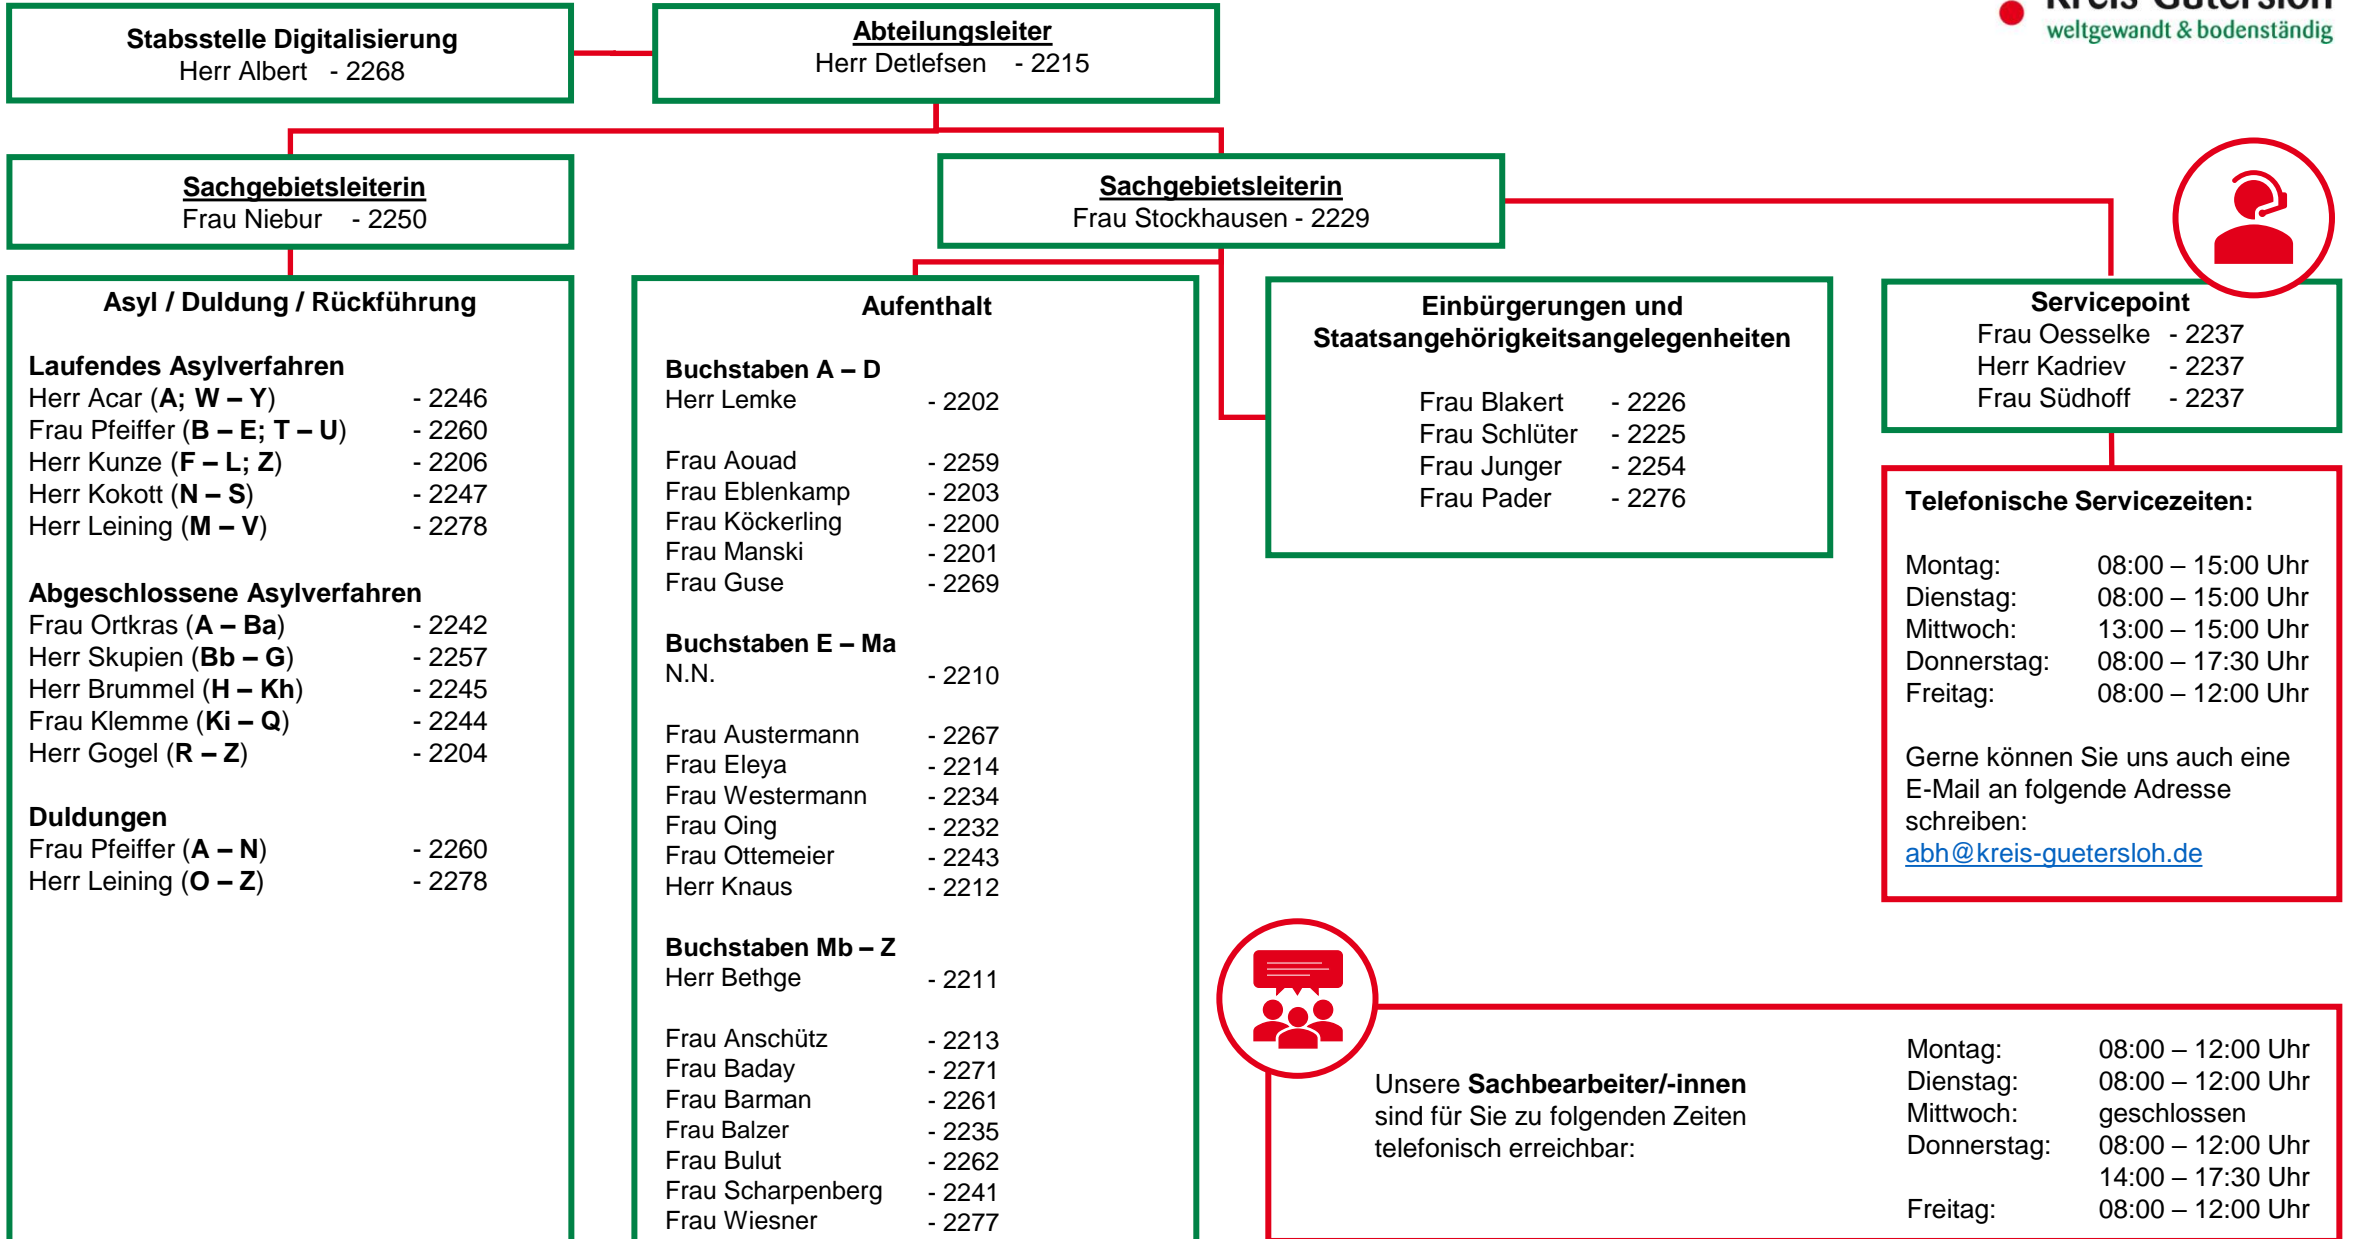 Kreis Gütersloh
weltgewandt & bodenständig
Stabsstelle Digitalisierung
Herr Albert - 2268
Abteilungsleiter
Herr Detlefsen - 2215
Sachgebietsleiterin
Frau Niebur - 2250
Sachgebietsleiterin
Frau Stockhausen - 2229
Asyl / Duldung / Rückführung
Laufendes Asylverfahren
Herr Acar (A; W – Y) - 2246
Frau Pfeiffer (B – E; T – U) - 2260
Herr Kunze (F – L; Z) - 2206
Herr Kokott (N – S) - 2247
Herr Leining (M – V) - 2278
Abgeschlossene Asylverfahren
Frau Ortkras (A – Ba) - 2242
Herr Skupien (Bb – G) - 2257
Herr Brummel (H – Kh) - 2245
Frau Klemme (Ki – Q) - 2244
Herr Gogel (R – Z) - 2204
Duldungen
Frau Pfeiffer (A – N) - 2260
Herr Leining (O – Z) - 2278
Aufenthalt
Buchstaben A – D
Herr Lemke - 2202
Frau Aouad - 2259
Frau Eblenkamp - 2203
Frau Köckerling - 2200
Frau Manski - 2201
Frau Guse - 2269
Buchstaben E – Ma
N.N. - 2210
Frau Austermann - 2267
Frau Eleya - 2214
Frau Westermann - 2234
Frau Oing - 2232
Frau Ottemeier - 2243
Herr Knaus - 2212
Buchstaben Mb – Z
Herr Bethge - 2211
Frau Anschütz - 2213
Frau Baday - 2271
Frau Barman - 2261
Frau Balzer - 2235
Frau Bulut - 2262
Frau Scharpenberg - 2241
Frau Wiesner - 2277
Einbürgerungen und
Staatsangehörigkeitsangelegenheiten
Frau Blakert - 2226
Frau Schlüter - 2225
Frau Junger - 2254
Frau Pader - 2276
Servicepoint
Frau Oesselke - 2237
Herr Kadriev - 2237
Frau Südhoff - 2237
Telefonische Servicezeiten:
Montag: 08:00 – 15:00 Uhr
Dienstag: 08:00 – 15:00 Uhr
Mittwoch: 13:00 – 15:00 Uhr
Donnerstag: 08:00 – 17:30 Uhr
Freitag: 08:00 – 12:00 Uhr
Gerne können Sie uns auch eine
E-Mail an folgende Adresse
schreiben:
abh@kreis-guetersloh.de
Unsere Sachbearbeiter/-innen
sind für Sie zu folgenden Zeiten
telefonisch erreichbar:
Montag: 08:00 – 12:00 Uhr
Dienstag: 08:00 – 12:00 Uhr
Mittwoch: geschlossen
Donnerstag: 08:00 – 12:00 Uhr
14:00 – 17:30 Uhr
Freitag: 08:00 – 12:00 Uhr